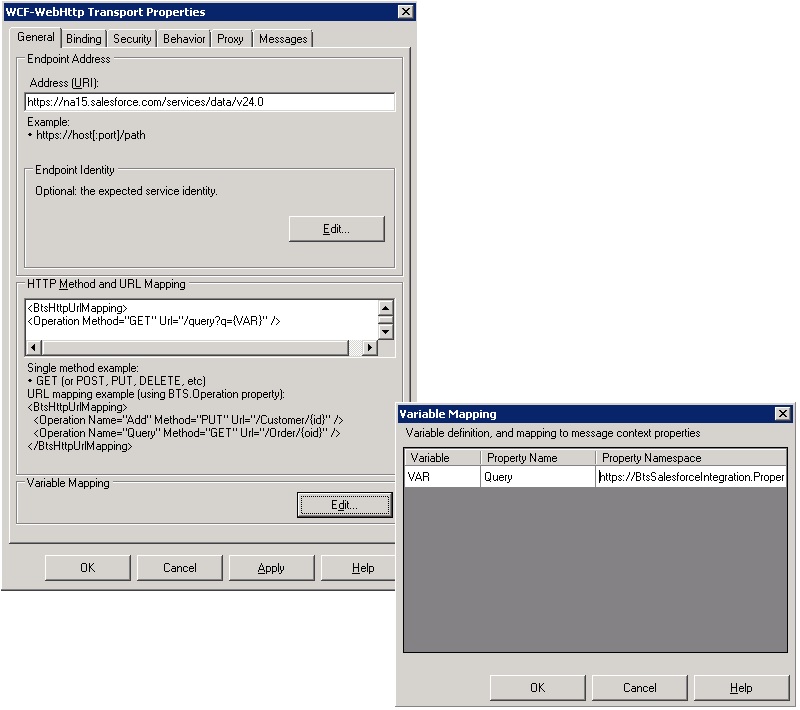 WCF-WebHttp Transport Properties
General Binding Security Behavior Proxy Messages
Endpoint Address
Address (URI):
https://na15.salesforce.com/services/data/v24.0
Example:
• https://host[:port]/path
Endpoint Identity
Optional: the expected service identity.
Edit...
HTTP Method and URL Mapping
<BtsHttpUrlMapping>
<Operation Method="GET" Url="/query?q={VAR}" />
Single method example:
• GET (or POST, PUT, DELETE, etc)
URL mapping example (using BTS.Operation property):
<BtsHttpUrlMapping>
<Operation Name="Add" Method="PUT" Url="/Customer/{id}" />
<Operation Name="Query" Method="GET" Url="/Order/{oid}" />
</BtsHttpUrlMapping>
Variable Mapping
Edit...
OK Cancel Apply Help
Variable Mapping
Variable definition, and mapping to message context properties
Variable Property Name Property Namespace
VAR Query https://BtsSalesforceIntegration.Proper
OK Cancel Help